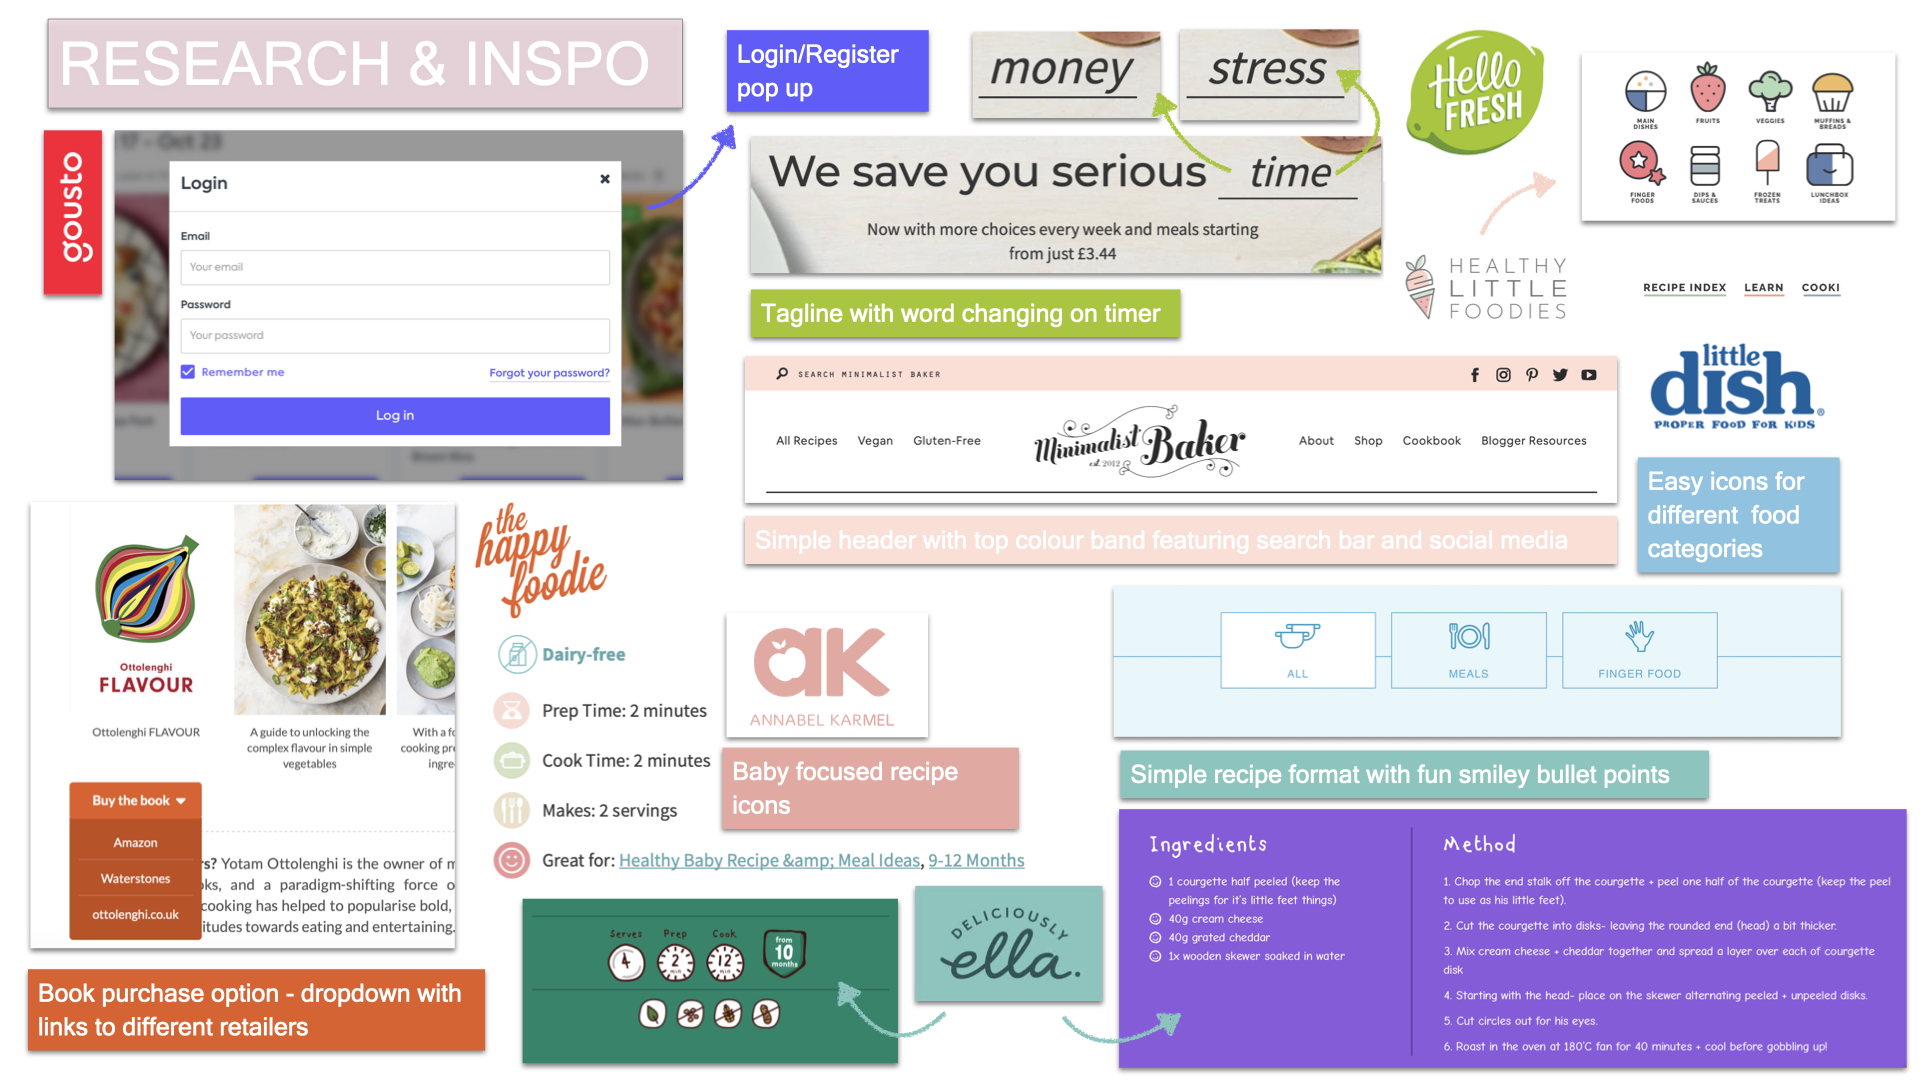 RESEARCH & INSPO
gousto
17 - Oct 23
Login
Email
Your email
Password
Your password
Remember me
Forgot your password?
Log in
Login/Register
pop up
money
stress
We save you serious time
Now with more choices every week and meals starting
from just £3.44
Tagline with word changing on timer
Hello
FRESH
MAIN
DISHES
FRUITS
VEGGIES
MUFFINS &
BREADS
FINGER
FOODS
DIPS &
SAUCES
FROZEN
TREATS
LUNCHBOX
IDEAS
HEALTHY
LITTLE
FOODIES
RECIPE INDEX
LEARN
COOKI
SEARCH MINIMALIST BAKER
All Recipes
Vegan
Gluten-Free
Minimalist Baker
est. 2012
About
Shop
Cookbook
Blogger Resources
Simple header with top colour band featuring search bar and social media
little
dish
PROPER FOOD FOR KIDS
Easy icons for
different food
categories
ALL
MEALS
FINGER FOOD
Ottolenghi
FLAVOUR
Ottolenghi FLAVOUR
A guide to unlocking the
complex flavour in simple
vegetables
With a fo
cooking pro
ingre
Buy the book
Amazon
Waterstones
ottolenghi.co.uk
s? Yotam Ottolenghi is the owner of m
ks, and a paradigm-shifting force o
cooking has helped to popularise bold,
itudes towards eating and entertaining.
Book purchase option - dropdown with
links to different retailers
the
happy
foodie
Dairy-free
Prep Time: 2 minutes
Cook Time: 2 minutes
Makes: 2 servings
Great for: Healthy Baby Recipe &amp; Meal Ideas, 9-12 Months
ak
ANNABEL KARMEL
Baby focused recipe
icons
Serves
Prep
Cook
4
2
min
12
min
from
10
months
DELICIOUSLY
ella.
Simple recipe format with fun smiley bullet points
Ingredients
1 courgette half peeled (keep the
peelings for it's little feet things)
40g cream cheese
40g grated cheddar
1x wooden skewer soaked in water
Method
1. Chop the end stalk off the courgette + peel one half of the courgette (keep the peel
to use as his little feet).
2. Cut the courgette into disks- leaving the rounded end (head) a bit thicker.
3. Mix cream cheese + cheddar together and spread a layer over each of courgette
disk
4. Starting with the head- place on the skewer alternating peeled + unpeeled disks.
5. Cut circles out for his eyes.
6. Roast in the oven at 180°C fan for 40 minutes + cool before gobbling up!